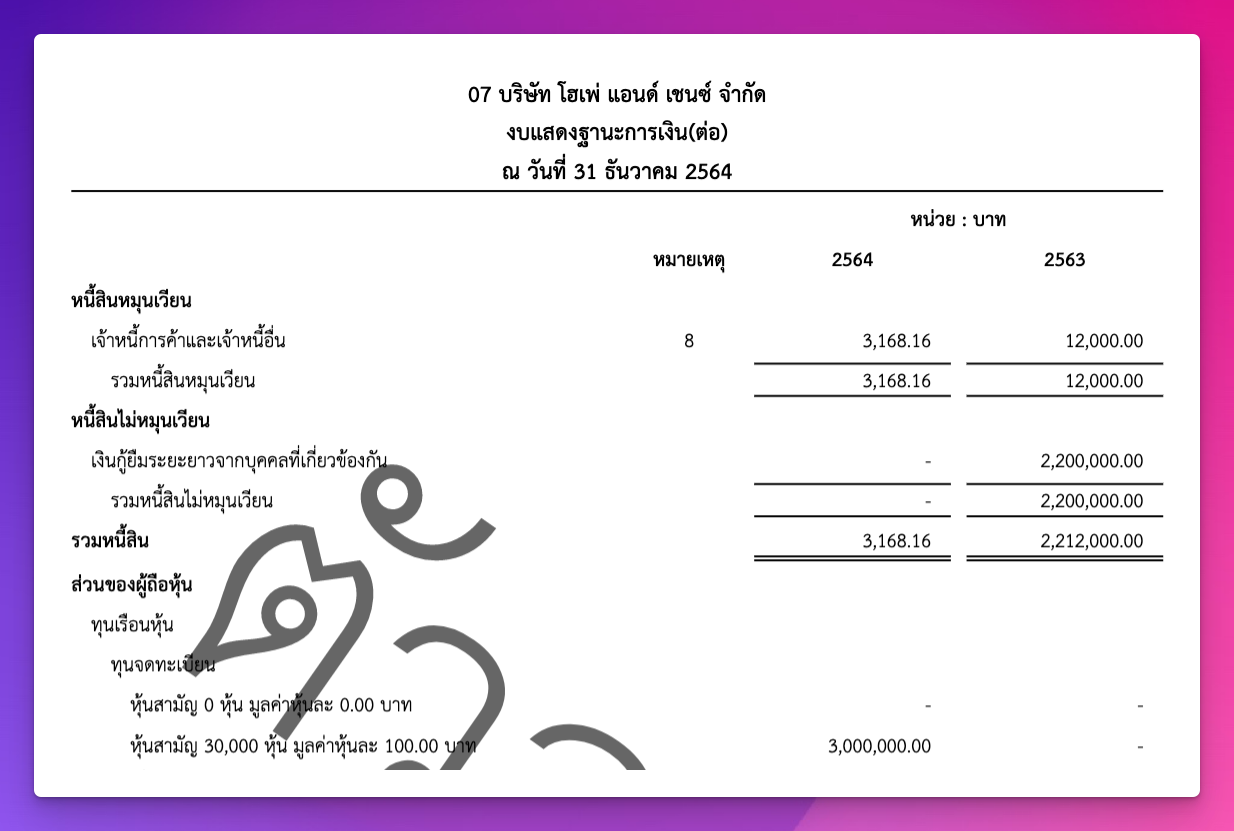 07 บริษัท โฮเพ่ แอนด์ เชนซ์ จำกัด
งบแสดงฐานะการเงิน(ต่อ)
ณ วันที่ 31 ธันวาคม 2564
หน่วย : บาท
หมายเหตุ 2564 2563
หนี้สินหมุนเวียน
เจ้าหนี้การค้าและเจ้าหนี้อื่น 8 3,168.16 12,000.00
รวมหนี้สินหมุนเวียน 3,168.16 12,000.00
หนี้สินไม่หมุนเวียน
เงินกู้ยืมระยะยาวจากบุคคลที่เกี่ยวข้องกัน - 2,200,000.00
รวมหนี้สินไม่หมุนเวียน - 2,200,000.00
รวมหนี้สิน 3,168.16 2,212,000.00
ส่วนของผู้ถือหุ้น
ทุนเรือนหุ้น
ทุนจดทะเบียน
หุ้นสามัญ 0 หุ้น มูลค่าหุ้นละ 0.00 บาท - -
หุ้นสามัญ 30,000 หุ้น มูลค่าหุ้นละ 100.00 บาท 3,000,000.00 -